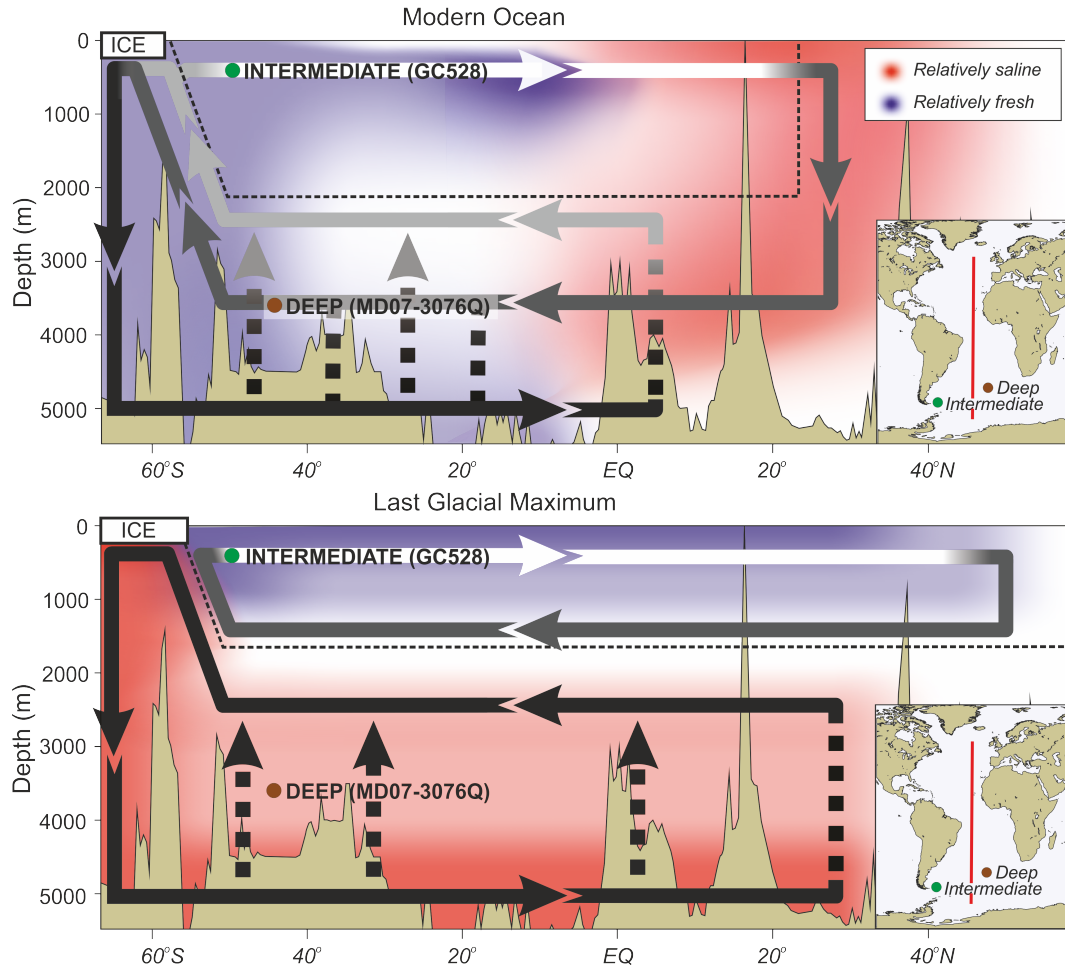 Modern Ocean
0
ICE
INTERMEDIATE (GC528)
Relatively saline
Relatively fresh
1000
2000
3000
4000
5000
Depth (m)
DEEP (MD07-3076Q)
Deep
Intermediate
60°S
40°
20°
EQ
20°
40°N
Last Glacial Maximum
0
ICE
INTERMEDIATE (GC528)
1000
2000
3000
4000
5000
Depth (m)
DEEP (MD07-3076Q)
Deep
Intermediate
60°S
40°
20°
EQ
20°
40°N